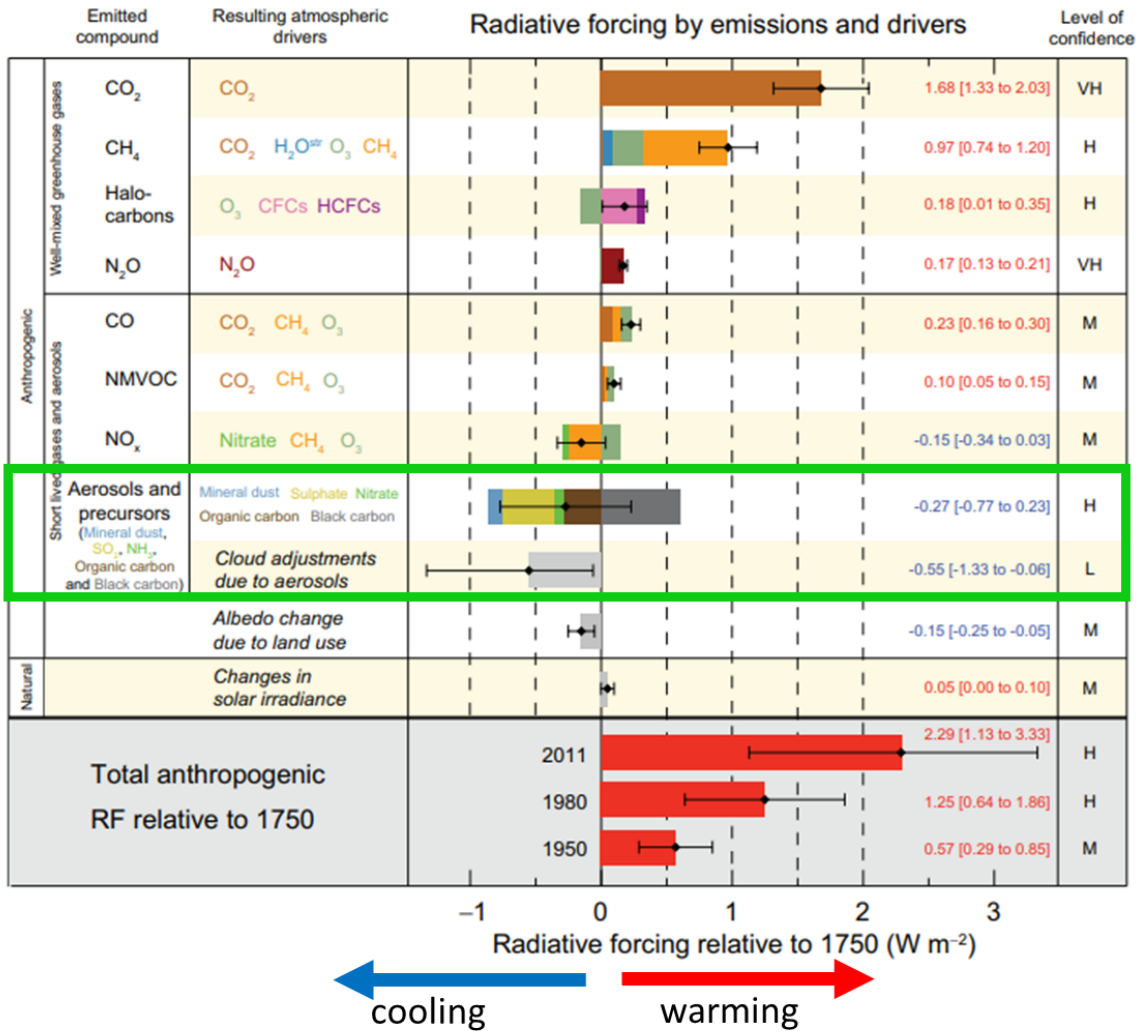 Emitted compound
Resulting atmospheric drivers
Radiative forcing by emissions and drivers
Level of confidence
Anthropogenic
Well-mixed greenhouse gases
CO₂ CO₂ 1.68 [1.33 to 2.03] VH
CH₄ CO₂ H₂Oˢᵗʳ O₃ CH₄ 0.97 [0.74 to 1.20] H
Halo-
carbons O₃ CFCs HCFCs 0.18 [0.01 to 0.35] H
N₂O N₂O 0.17 [0.13 to 0.21] VH
Short lived gases and aerosols
CO CO₂ CH₄ O₃ 0.23 [0.16 to 0.30] M
NMVOC CO₂ CH₄ O₃ 0.10 [0.05 to 0.15] M
NOₓ Nitrate CH₄ O₃ -0.15 [-0.34 to 0.03] M
Aerosols and
precursors
(Mineral dust,
SO₂, NH₃,
Organic carbon
and Black carbon)
Mineral dust Sulphate Nitrate
Organic carbon Black carbon
-0.27 [-0.77 to 0.23] H
Cloud adjustments
due to aerosols
-0.55 [-1.33 to -0.06] L
Albedo change
due to land use
-0.15 [-0.25 to -0.05] M
Natural
Changes in
solar irradiance
0.05 [0.00 to 0.10] M
Total anthropogenic
RF relative to 1750
2011 2.29 [1.13 to 3.33] H
1980 1.25 [0.64 to 1.86] H
1950 0.57 [0.29 to 0.85] M
−1 0 1 2 3
Radiative forcing relative to 1750 (W m⁻²)
cooling warming